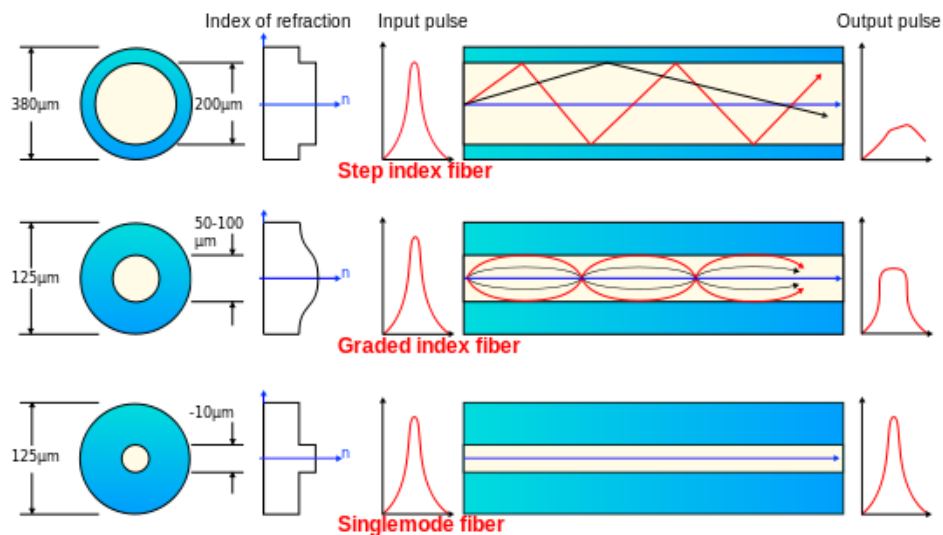 Index of refraction Input pulse Output pulse
380μm 200μm n
Step index fiber
50-100
μm
125μm n
Graded index fiber
-10μm
125μm n
Singlemode fiber